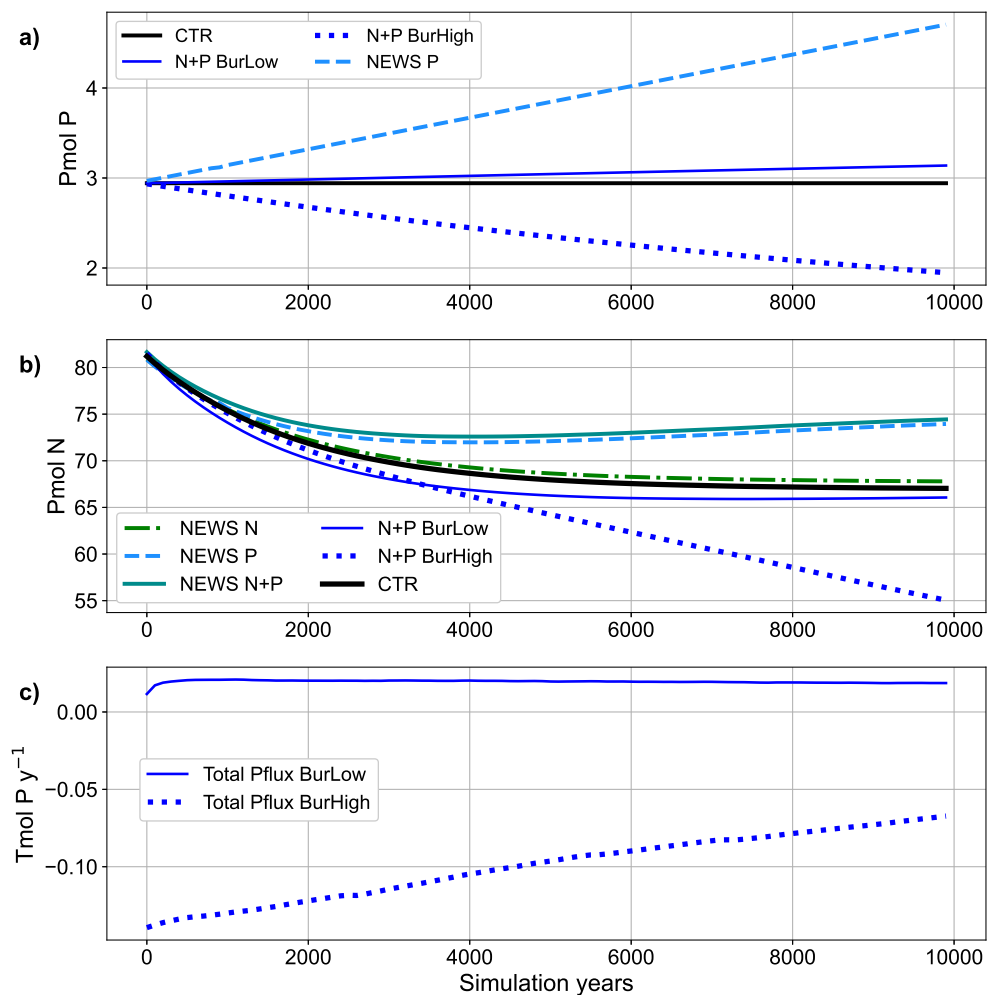 a)
CTR N+P BurHigh
N+P BurLow NEWS P
Pmol P
4
3
2
0 2000 4000 6000 8000 10000
b)
Pmol N
80
75
70
65
60
55
NEWS N N+P BurLow
NEWS P N+P BurHigh
NEWS N+P CTR
0 2000 4000 6000 8000 10000
c)
Tmol P y⁻¹
0.00
−0.05
−0.10
Total Pflux BurLow
Total Pflux BurHigh
0 2000 4000 6000 8000 10000
Simulation years